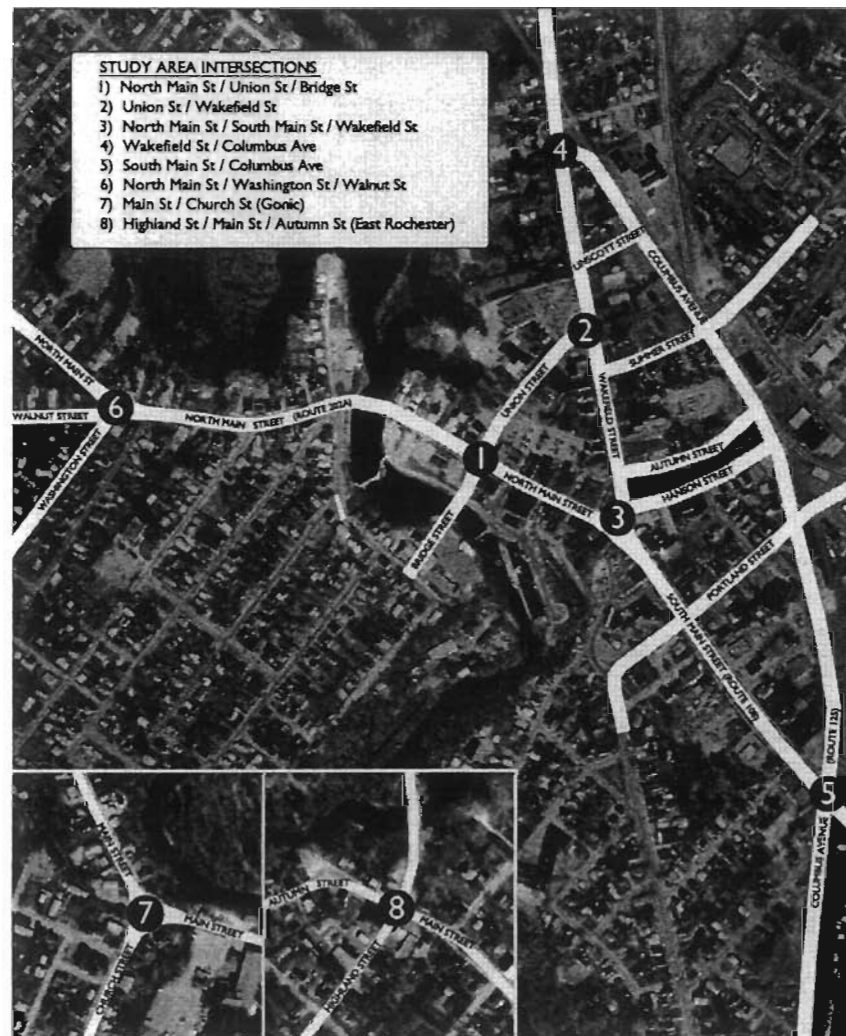 STUDY AREA INTERSECTIONS
1) North Main St / Union St / Bridge St
2) Union St / Wakefield St
3) North Main St / South Main St / Wakefield St
4) Wakefield St / Columbus Ave
5) South Main St / Columbus Ave
6) North Main St / Washington St / Walnut St
7) Main St / Church St (Gonic)
8) Highland St / Main St / Autumn St (East Rochester)
4
LINSCOTT STREET
COLUMBUS AVENUE
2
SUMMER STREET
UNION STREET
WAKEFIELD STREET
NORTH MAIN ST
6
WALNUT STREET
NORTH MAIN STREET (ROUTE 202A)
WASHINGTON STREET
1
AUTUMN STREET
HANSON STREET
NORTH MAIN STREET
3
BRIDGE STREET
PORTLAND STREET
SOUTH MAIN STREET (ROUTE 108)
(ROUTE 125)
5
COLUMBUS AVENUE
MAIN STREET
7
MAIN STREET
CHURCH STREET
AUTUMN STREET
8
MAIN STREET
HIGHLAND STREET